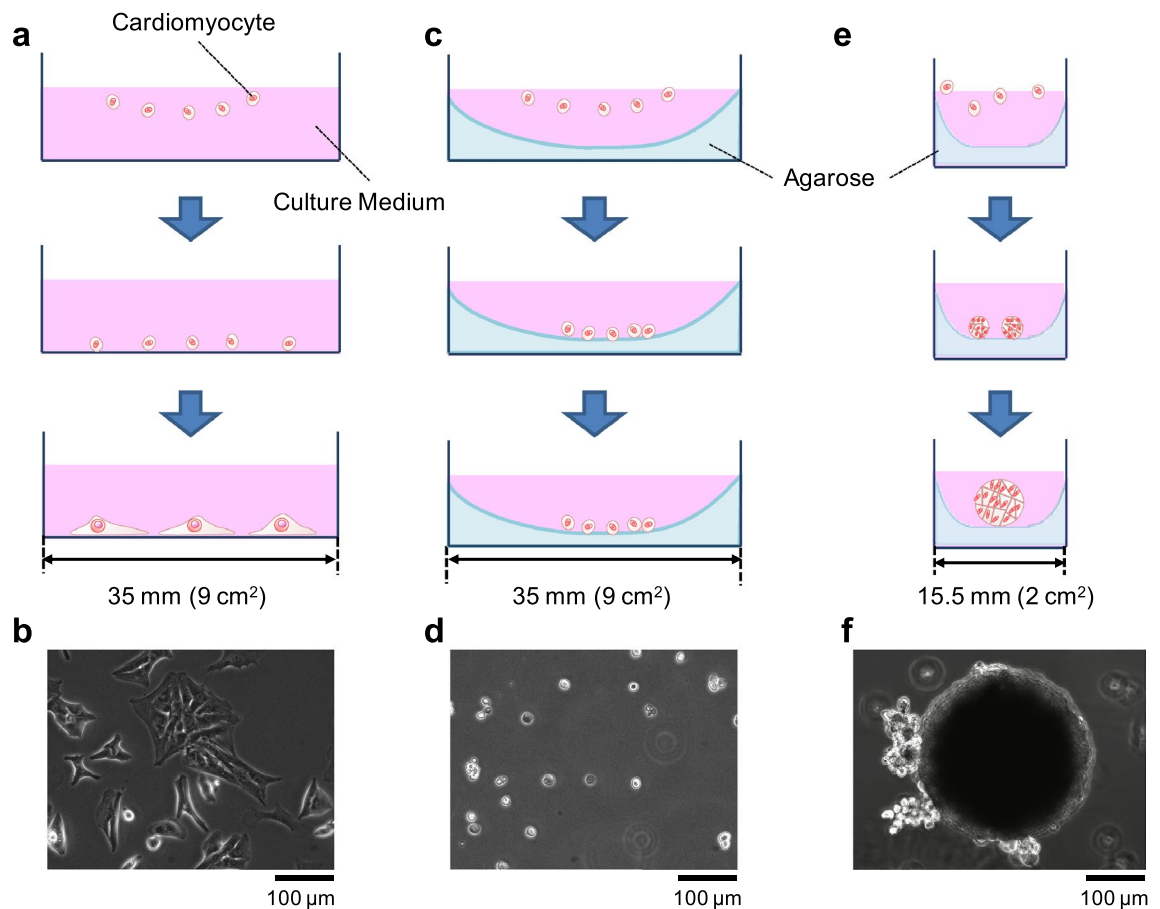 a
Cardiomyocyte
c
e
Culture Medium
Agarose
35 mm (9 cm²)
35 mm (9 cm²)
15.5 mm (2 cm²)
b
d
f
100 μm
100 μm
100 μm